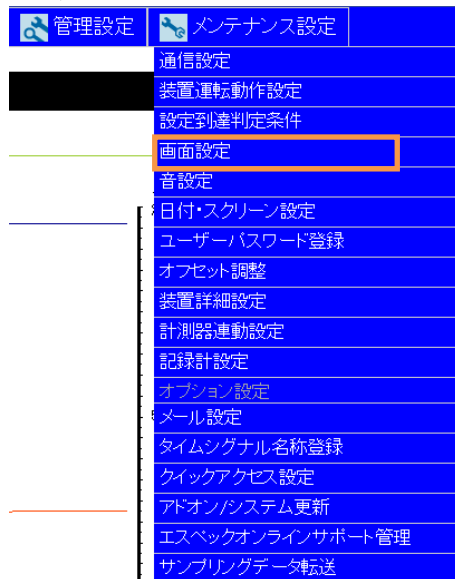 管理設定 メンテナンス設定
通信設定
装置運転動作設定
設定到達判定条件
画面設定
音設定
日付・スクリーン設定
ユーザーパスワード登録
オフセット調整
装置詳細設定
計測器連動設定
記録計設定
オプション設定
メール設定
タイムシグナル名称登録
クイックアクセス設定
アドオン/システム更新
エスペックオンラインサポート管理
サンプリングデータ転送